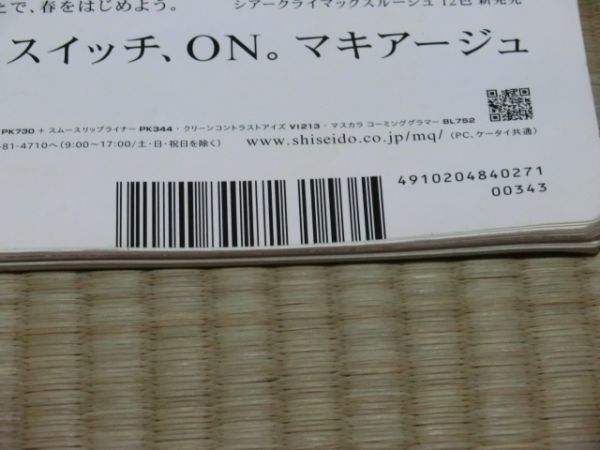 とで、春をはじめよう。
シアークライマックスルージュ 12色 新発売
スイッチ、ON。マキアージュ
PK730 + スムースリップライナー PK344・クリーンコントラストアイズ VI213・マスカラ コーミンググラマー BL752
-81-4710へ(9:00〜17:00/土・日・祝日を除く) www.shiseido.co.jp/mq/ (PC、ケータイ共通)
4910204840271
00343